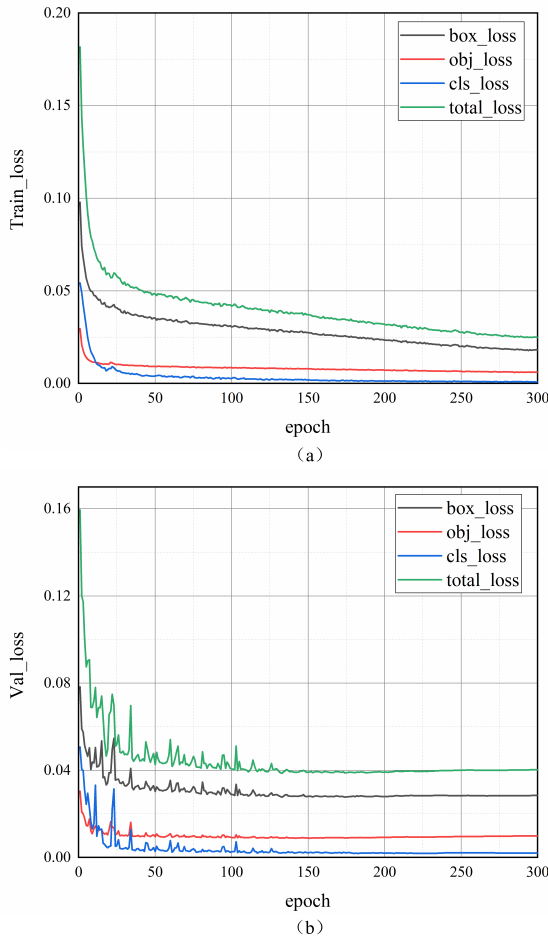 box_loss
obj_loss
cls_loss
total_loss
Train_loss
0.20
0.15
0.10
0.05
0.00
0 50 100 150 200 250 300
epoch
（a）
box_loss
obj_loss
cls_loss
total_loss
Val_loss
0.16
0.12
0.08
0.04
0.00
0 50 100 150 200 250 300
epoch
（b）